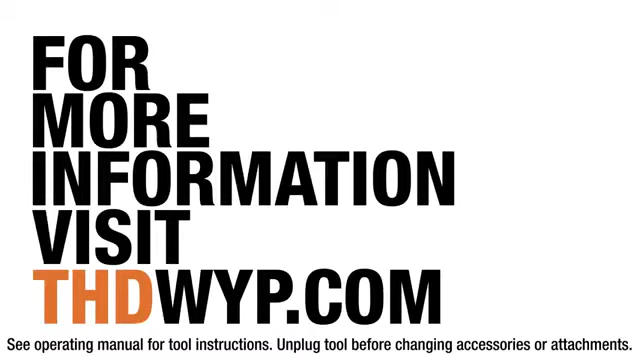 FOR
MORE
INFORMATION
VISIT
THDWYP.COM
See operating manual for tool instructions. Unplug tool before changing accessories or attachments.